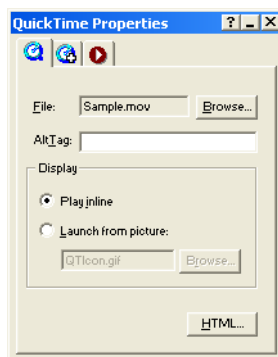 QuickTime Properties
File: Sample.mov Browse...
AltTag:
Display
Play inline
Launch from picture:
QTIcon.gif Browse...
HTML...